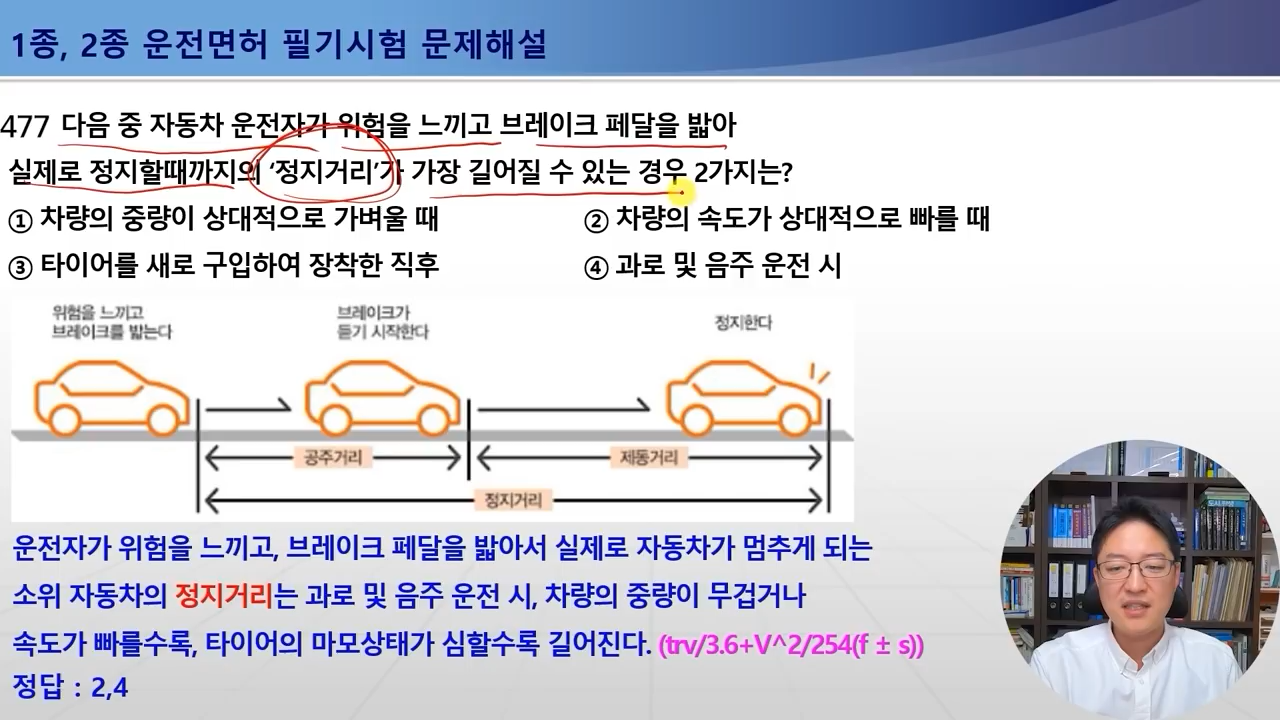 1종, 2종 운전면허 필기시험 문제해설
477 다음 중 자동차 운전자가 위험을 느끼고 브레이크 페달을 밟아
실제로 정지할때까지의 ‘정지거리’가 가장 길어질 수 있는 경우 2가지는?
① 차량의 중량이 상대적으로 가벼울 때 ② 차량의 속도가 상대적으로 빠를 때
③ 타이어를 새로 구입하여 장착한 직후 ④ 과로 및 음주 운전 시
위험을 느끼고
브레이크를 밟는다
브레이크가
듣기 시작한다
정지한다
공주거리
제동거리
정지거리
운전자가 위험을 느끼고, 브레이크 페달을 밟아서 실제로 자동차가 멈추게 되는
소위 자동차의 정지거리는 과로 및 음주 운전 시, 차량의 중량이 무겁거나
속도가 빠를수록, 타이어의 마모상태가 심할수록 길어진다. (trv/3.6+V^2/254(f ± s))
정답 : 2,4